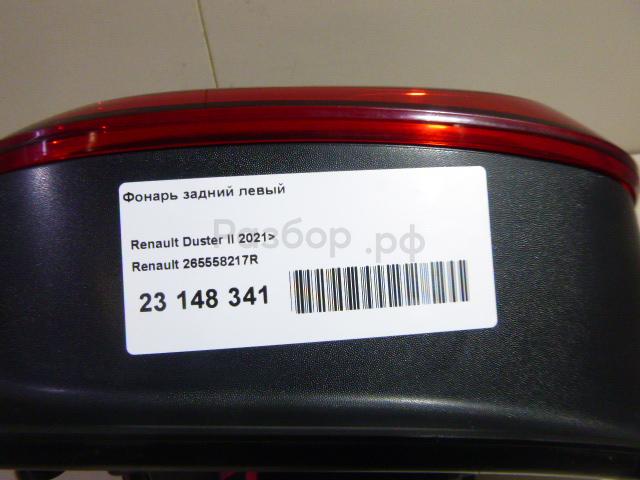 Фонарь задний левый
Разбор.рф
Renault Duster II 2021>
Renault 265558217R
23 148 341